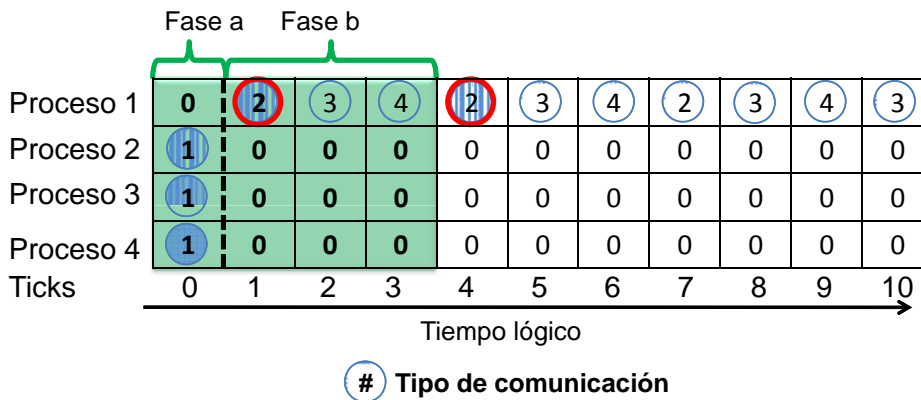 Fase a Fase b
Proceso 1 0 2 3 4 2 3 4 2 3 4 3
Proceso 2 1 0 0 0 0 0 0 0 0 0 0
Proceso 3 1 0 0 0 0 0 0 0 0 0 0
Proceso 4 1 0 0 0 0 0 0 0 0 0 0
Ticks 0 1 2 3 4 5 6 7 8 9 10
Tiempo lógico
# Tipo de comunicación